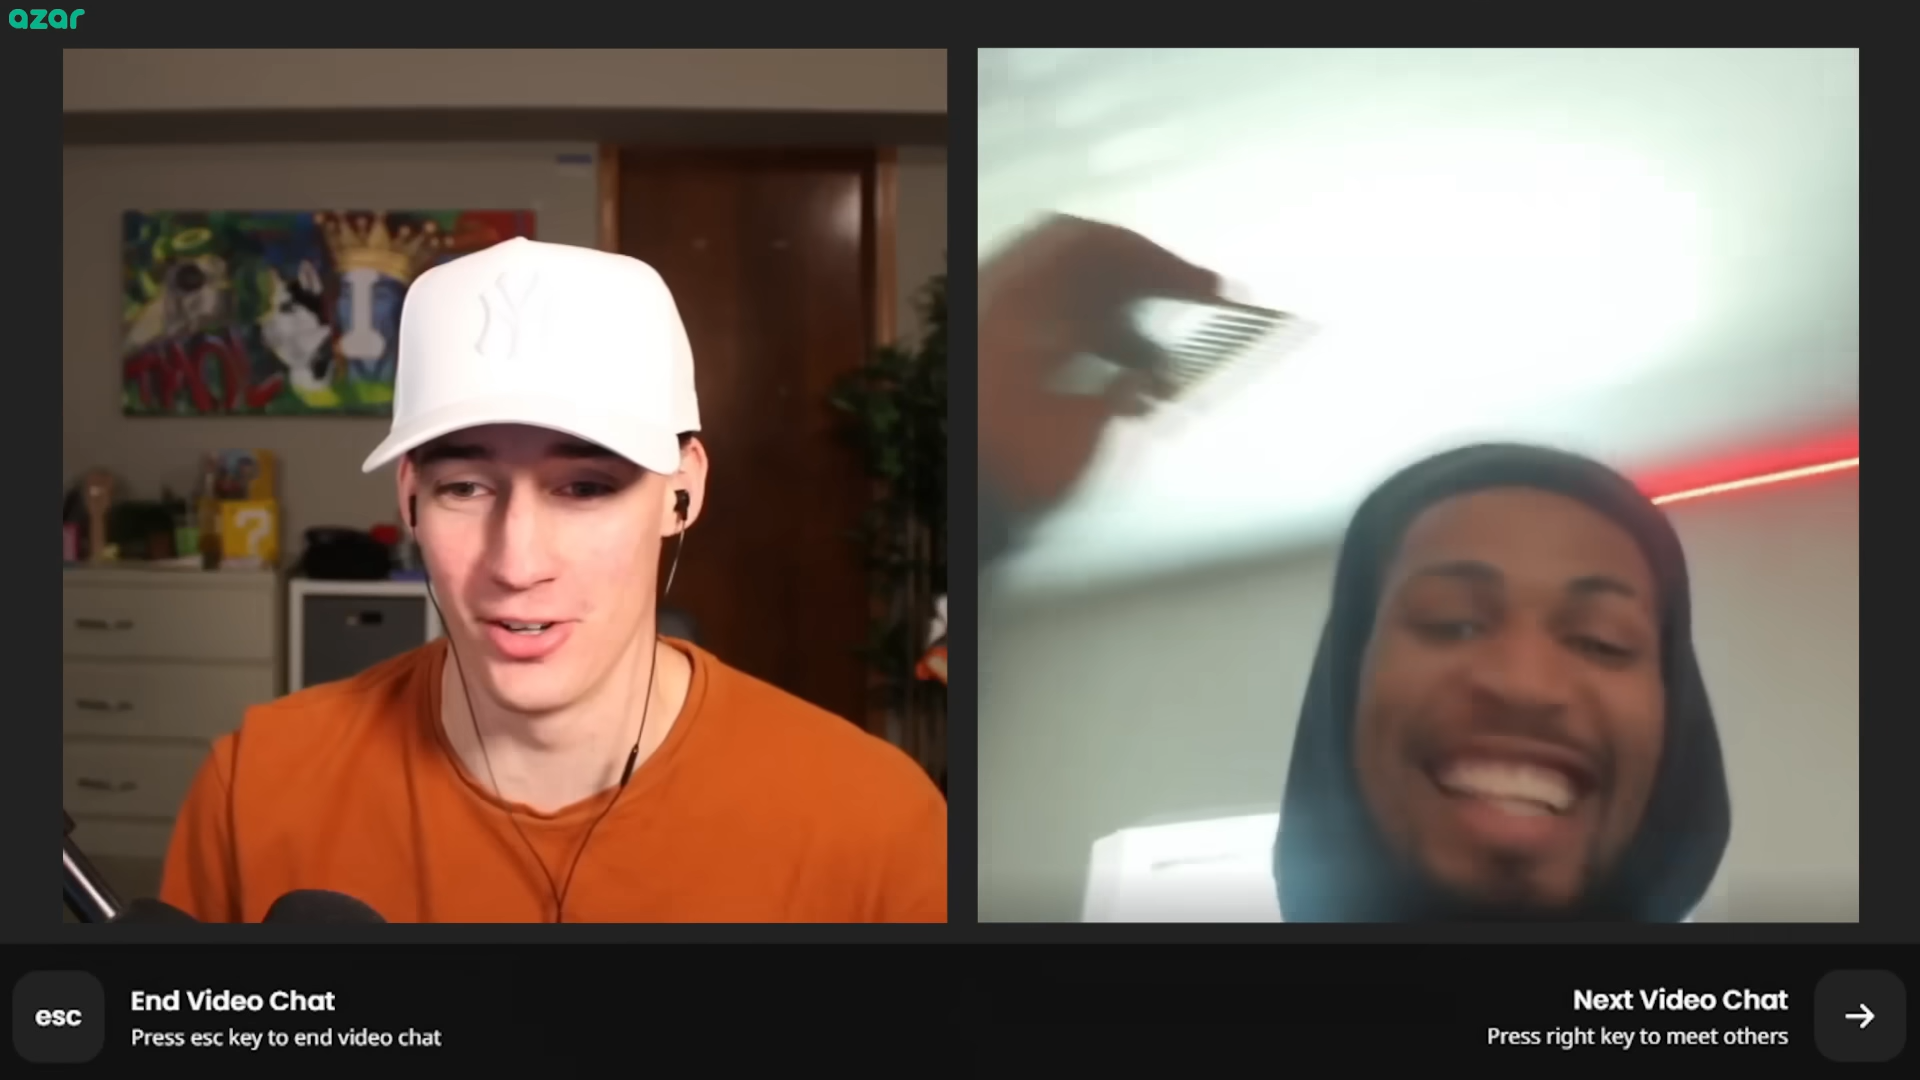 azar
NY
?
esc
End Video Chat
Press esc key to end video chat
Next Video Chat
Press right key to meet others